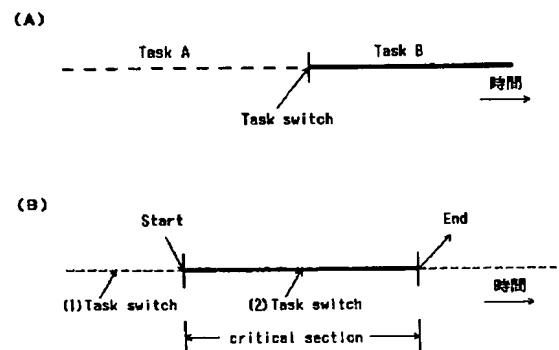 (A)
Task A
Task B
Task switch
時間
(B)
Start
End
(1)Task switch
(2)Task switch
時間
critical section